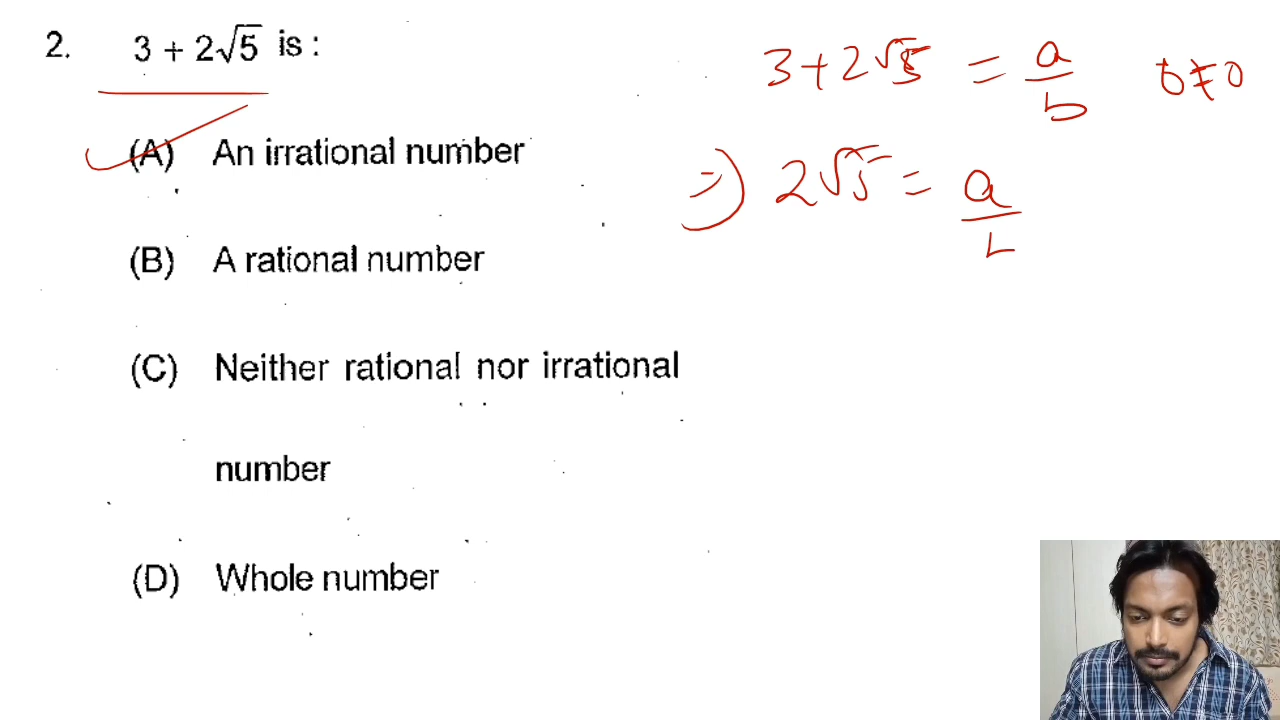 2. 3 + 2√5 is :
(A) An irrational number
(B) A rational number
(C) Neither rational nor irrational
number
(D) Whole number
3+2√5 = a/b b≠0
⇒) 2√5 = a/